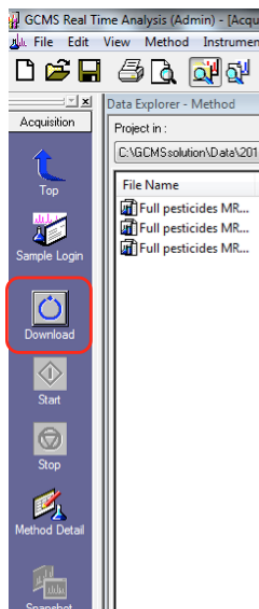 GCMS Real Time Analysis (Admin) - [Acqu
File Edit View Method Instrumen
Acquisition
Top
Sample Login
Download
Start
Stop
Method Detail
Snapshot
Data Explorer - Method
Project in :
C:\GCMSsolution\Data\201
File Name
Full pesticides MR...
Full pesticides MR...
Full pesticides MR...